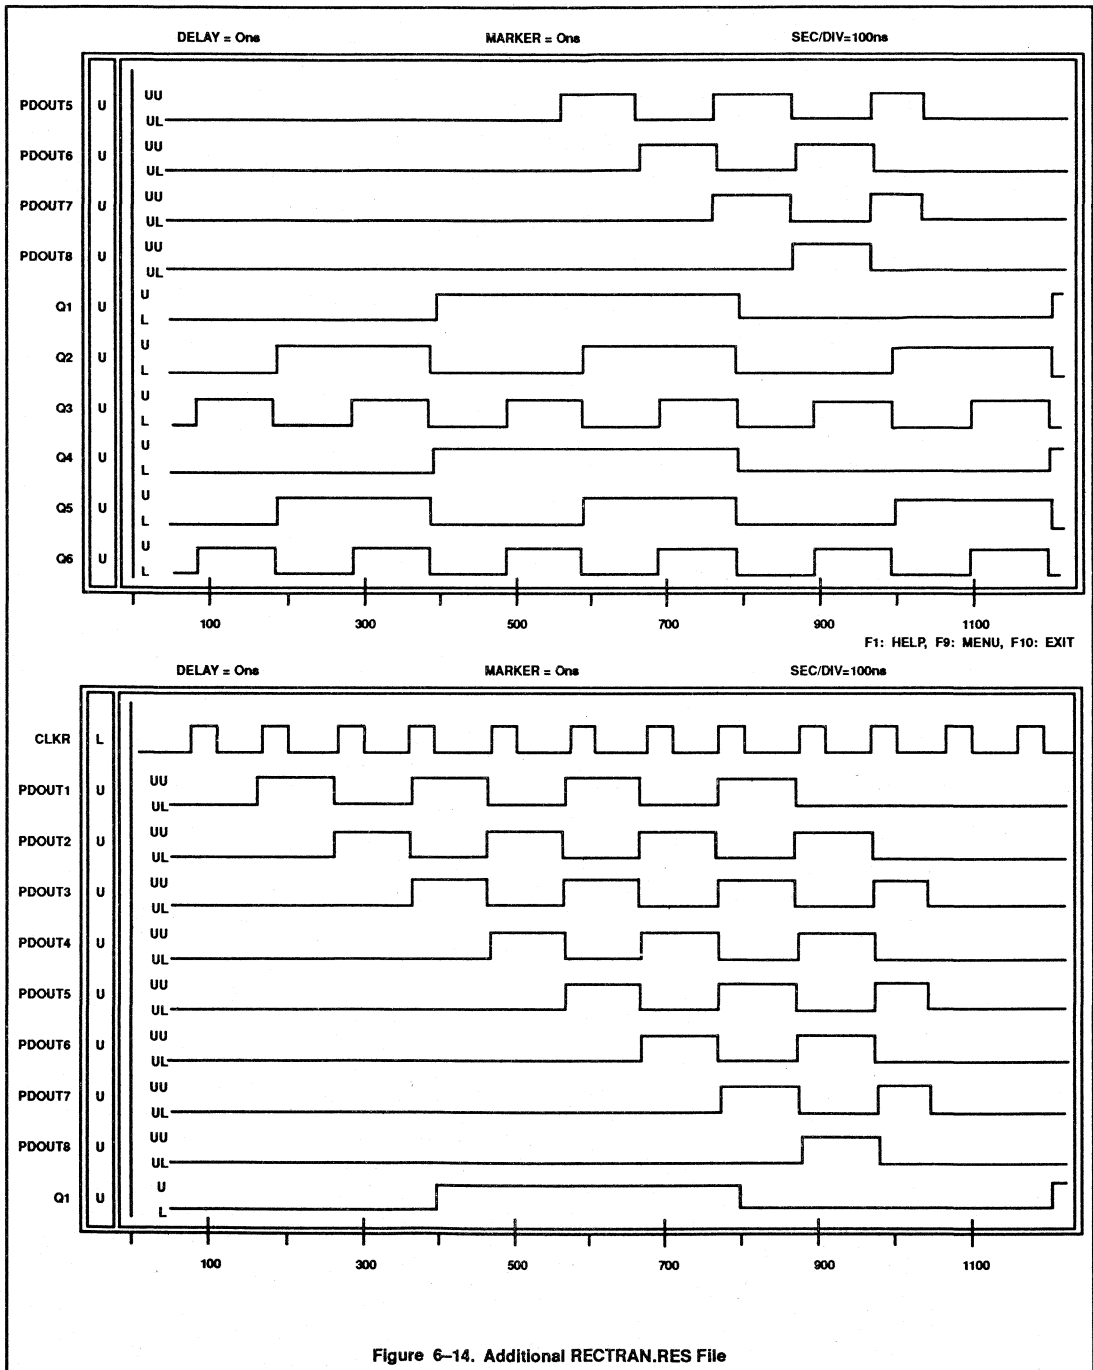 DELAY = 0ns MARKER = 0ns SEC/DIV=100ns
PDOUT5 U UU
UL
PDOUT6 U UU
UL
PDOUT7 U UU
UL
PDOUT8 U UU
UL
Q1 U U
L
Q2 U U
L
Q3 U U
L
Q4 U U
L
Q5 U U
L
Q6 U U
L
100 300 500 700 900 1100
F1: HELP, F9: MENU, F10: EXIT
DELAY = 0ns MARKER = 0ns SEC/DIV=100ns
CLKR L
PDOUT1 U UU
UL
PDOUT2 U UU
UL
PDOUT3 U UU
UL
PDOUT4 U UU
UL
PDOUT5 U UU
UL
PDOUT6 U UU
UL
PDOUT7 U UU
UL
PDOUT8 U UU
UL
Q1 U U
L
100 300 500 700 900 1100
Figure 6–14. Additional RECTRAN.RES File